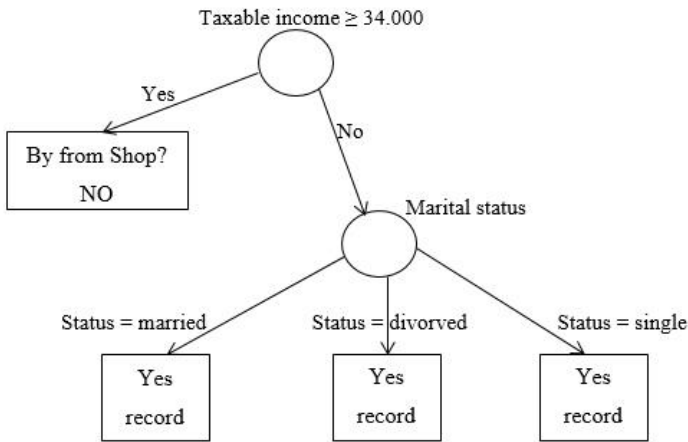 Taxable income ≥ 34.000
Yes
No
By from Shop?
NO
Marital status
Status = married
Status = divorved
Status = single
Yes
record
Yes
record
Yes
record